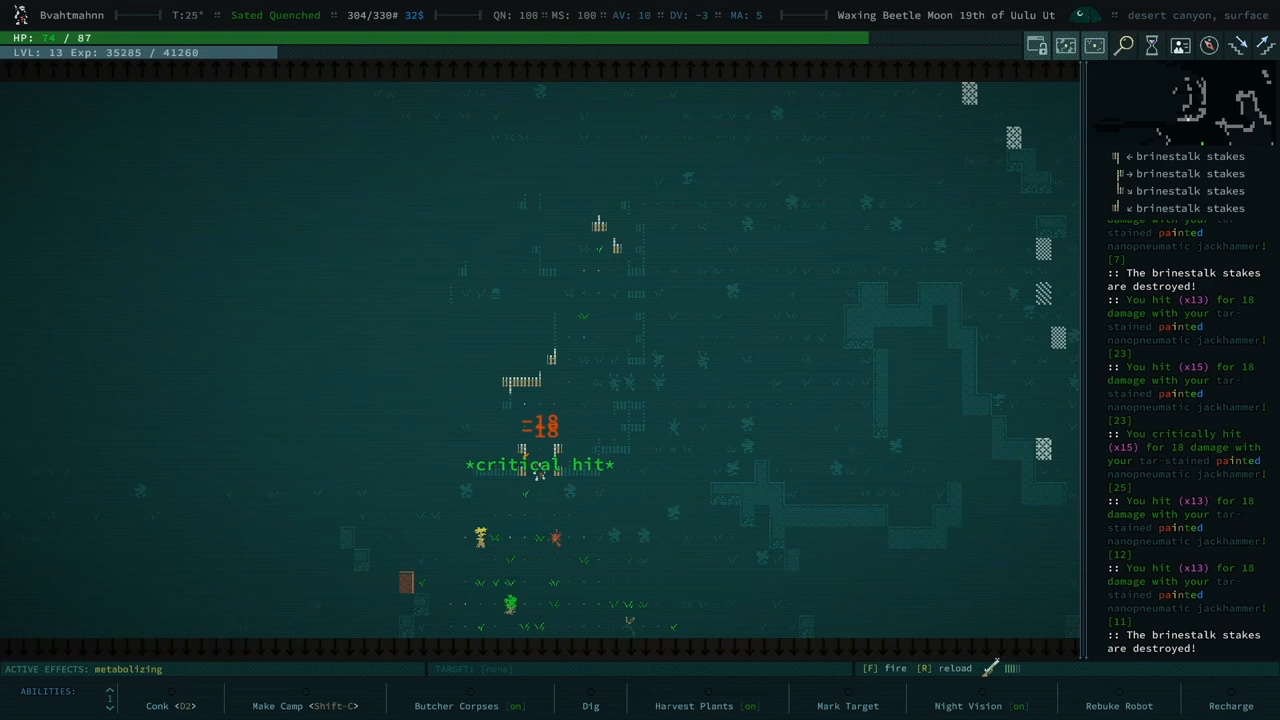 Bvahtmahnn T:25° :: Sated Quenched :: 304/330# 32$ QN: 100 :: MS: 100 :: AV: 10 :: DV: -3 :: MA: 5 Waxing Beetle Moon 19th of Uulu Ut :: desert canyon, surface
HP: 74 / 87
LVL: 13 Exp: 35285 / 41260
← brinestalk stakes
→ brinestalk stakes
↘ brinestalk stakes
↙ brinestalk stakes
damage with your tar-
stained painted
nanopneumatic jackhammer!
[7]
:: The brinestalk stakes
are destroyed!
:: You hit (x13) for 18
damage with your tar-
stained painted
nanopneumatic jackhammer!
[23]
:: You hit (x15) for 18
damage with your tar-
stained painted
nanopneumatic jackhammer!
[23]
:: You critically hit
(x15) for 18 damage with
your tar-stained painted
nanopneumatic jackhammer!
[25]
:: You hit (x13) for 18
damage with your tar-
stained painted
nanopneumatic jackhammer!
[12]
:: You hit (x13) for 18
damage with your tar-
stained painted
nanopneumatic jackhammer!
[11]
:: The brinestalk stakes
are destroyed!
-18
-18
*critical hit*
ACTIVE EFFECTS: metabolizing TARGET: [none] [F] fire [R] reload
ABILITIES: 1 Conk <D2> Make Camp <Shift-C> Butcher Corpses [on] Dig Harvest Plants [on] Mark Target Night Vision [on] Rebuke Robot Recharge